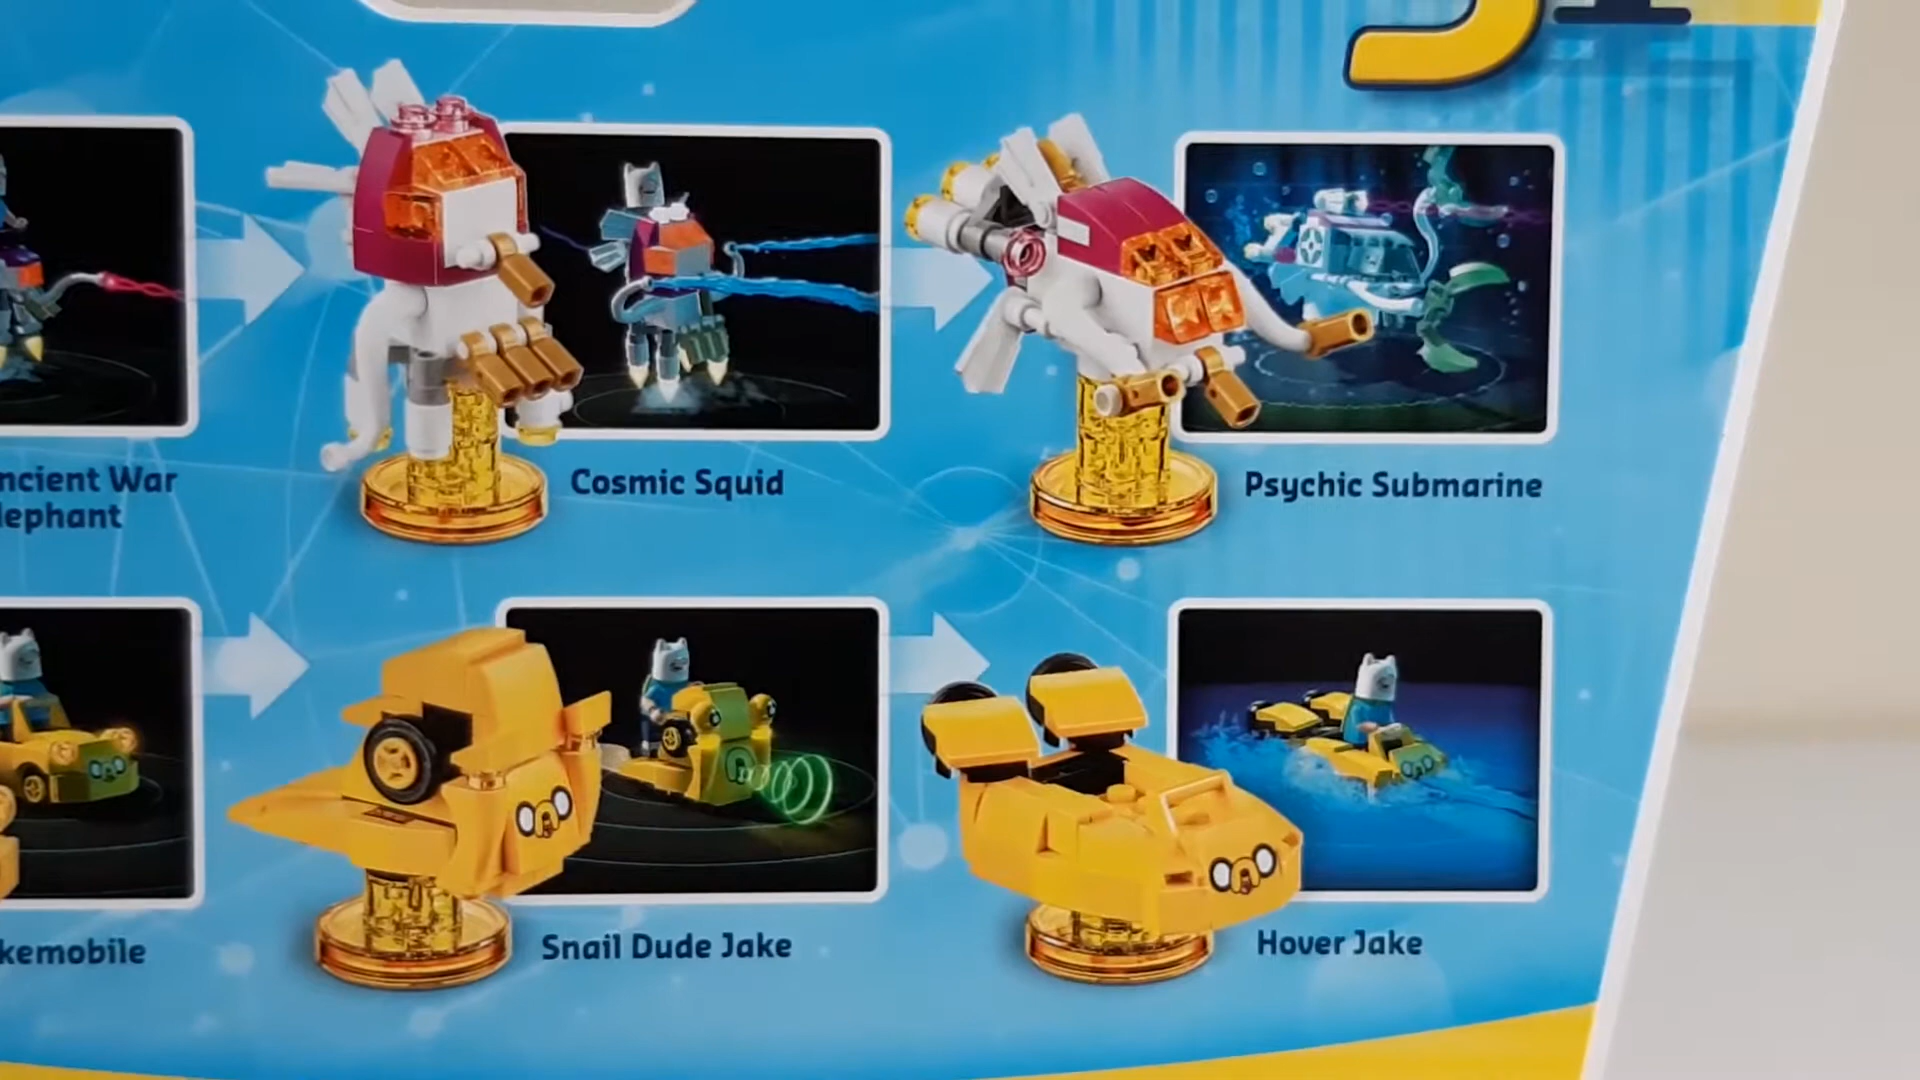 ncient War
lephant
Cosmic Squid
Psychic Submarine
kemobile
Snail Dude Jake
Hover Jake